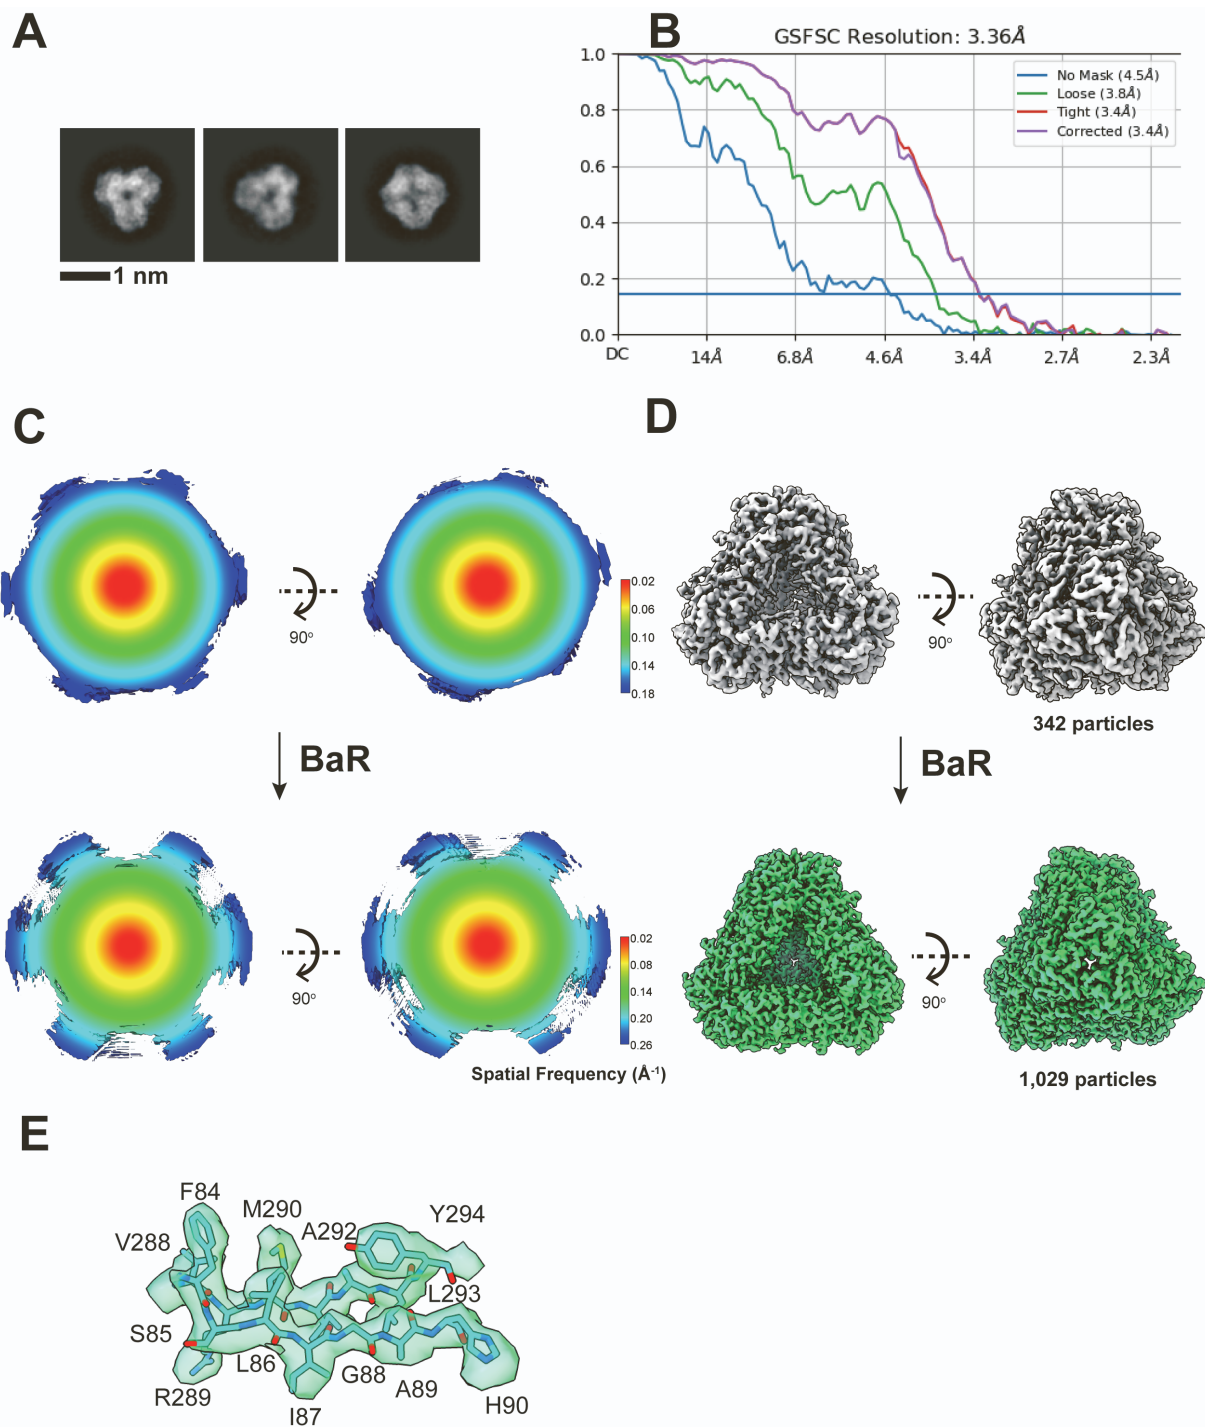 A
1 nm
B
GSFSC Resolution: 3.36Å
1.0
0.8
0.6
0.4
0.2
0.0
No Mask (4.5Å)
Loose (3.8Å)
Tight (3.4Å)
Corrected (3.4Å)
DC
14Å
6.8Å
4.6Å
3.4Å
2.7Å
2.3Å
C
90°
0.02
0.06
0.10
0.14
0.18
BaR
90°
0.02
0.08
0.14
0.20
0.26
Spatial Frequency (Å⁻¹)
D
90°
342 particles
BaR
90°
1,029 particles
E
F84
M290
A292
Y294
V288
L293
S85
L86
G88
A89
R289
I87
H90